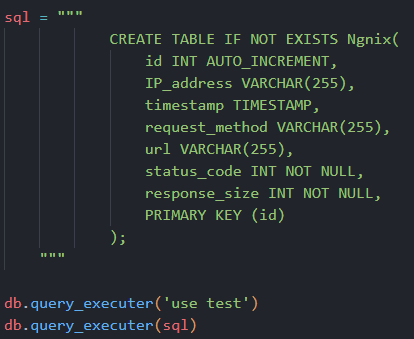 sql = """
CREATE TABLE IF NOT EXISTS Ngnix(
id INT AUTO_INCREMENT,
IP_address VARCHAR(255),
timestamp TIMESTAMP,
request_method VARCHAR(255),
url VARCHAR(255),
status_code INT NOT NULL,
response_size INT NOT NULL,
PRIMARY KEY (id)
);
"""
db.query_executer('use test')
db.query_executer(sql)